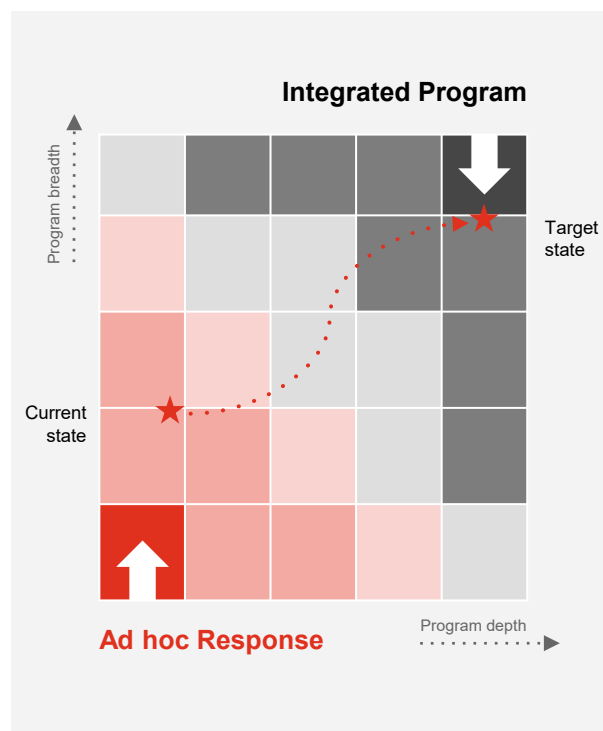 Integrated Program
Program breadth
Target
state
Current
state
Ad hoc Response
Program depth